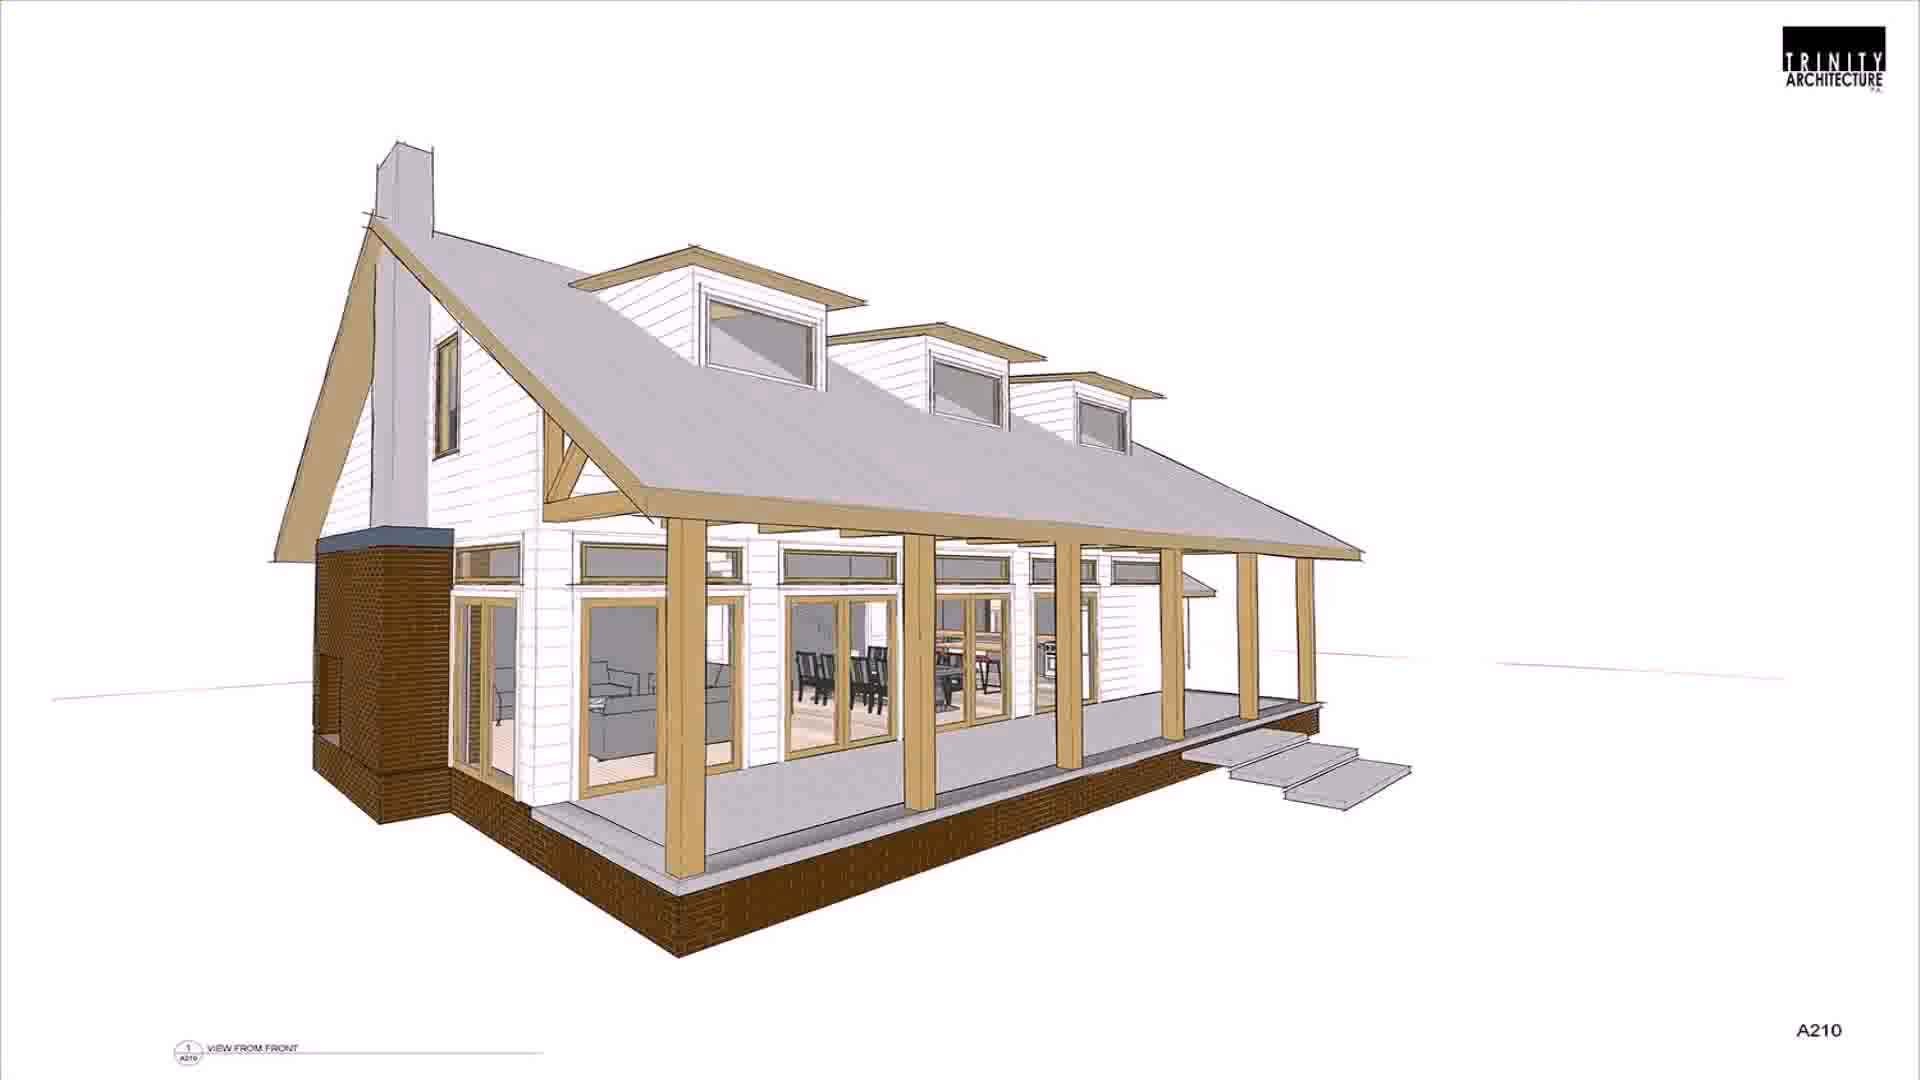 TRINITY
ARCHITECTURE
P.A.
1
A210
VIEW FROM FRONT
A210